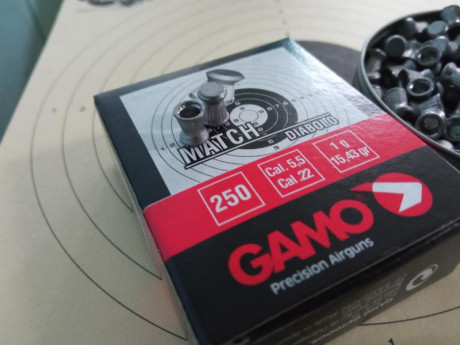 MATCH
DIABOLO
250
Cal. 5,5
Cal .22
1 g
15,43 gr
GAMO
Precision Airguns